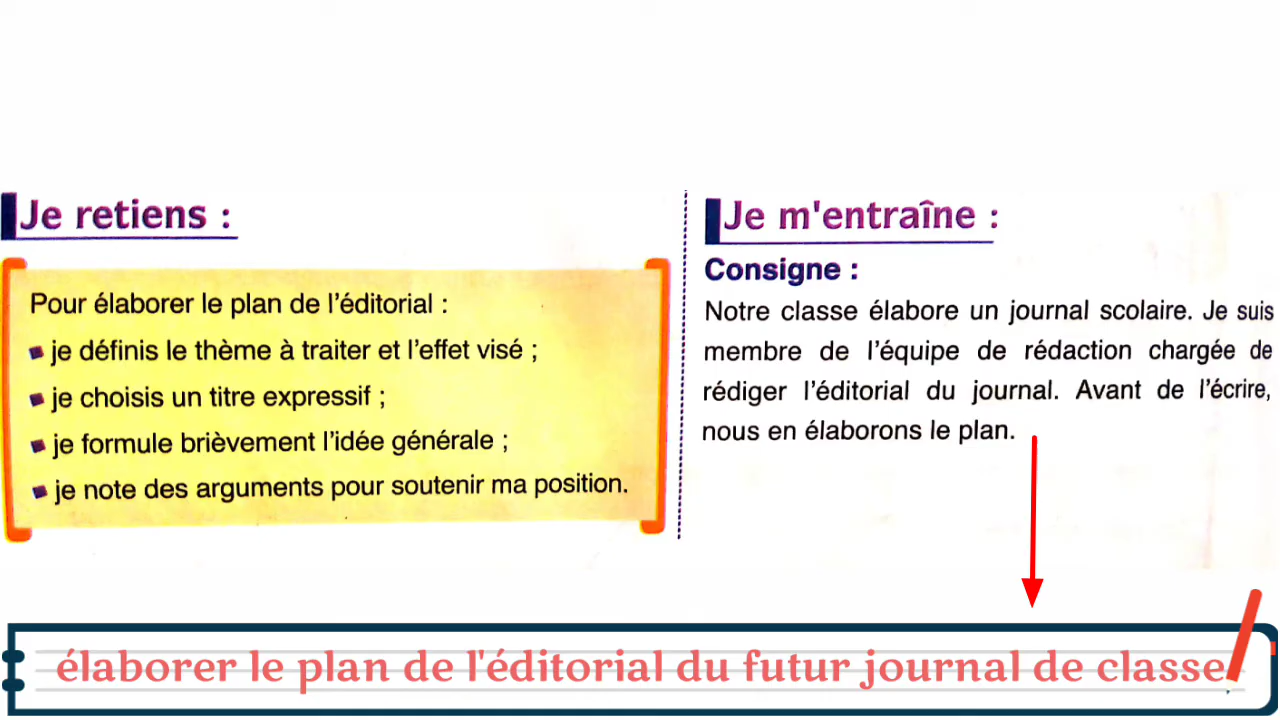 Je retiens :
Pour élaborer le plan de l'éditorial :
je définis le thème à traiter et l'effet visé ;
je choisis un titre expressif ;
je formule brièvement l'idée générale ;
je note des arguments pour soutenir ma position.
Je m'entraîne :
Consigne :
Notre classe élabore un journal scolaire. Je suis
membre de l'équipe de rédaction chargée de
rédiger l'éditorial du journal. Avant de l'écrire,
nous en élaborons le plan.
élaborer le plan de l'éditorial du futur journal de classe